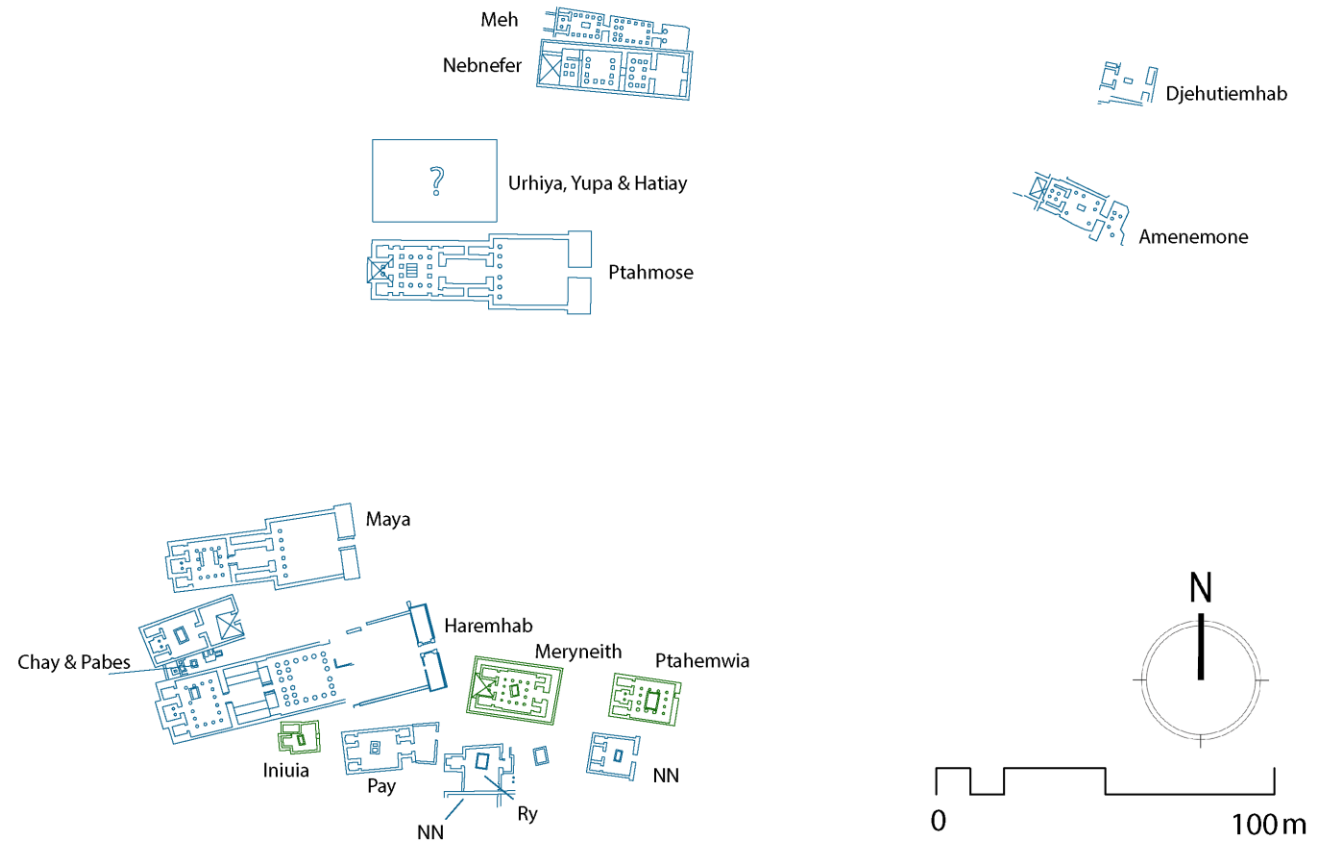 Meh
Nebnefer
Djehutiemhab
?
Urhiya, Yupa & Hatiay
Amenemone
Ptahmose
Maya
N
Haremhab
Meryneith
Chay & Pabes
Ptahemwia
Iniuia
Pay
NN
Ry
NN
0
100 m